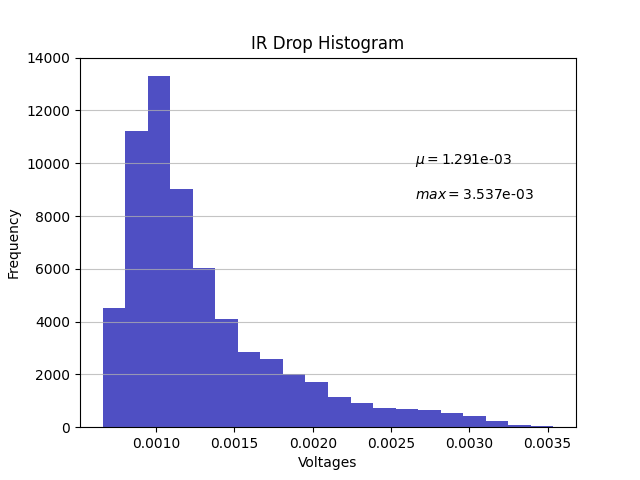 IR Drop Histogram
14000
12000
10000
8000
6000
4000
2000
0
Frequency
μ = 1.291e-03
max = 3.537e-03
0.0010 0.0015 0.0020 0.0025 0.0030 0.0035
Voltages